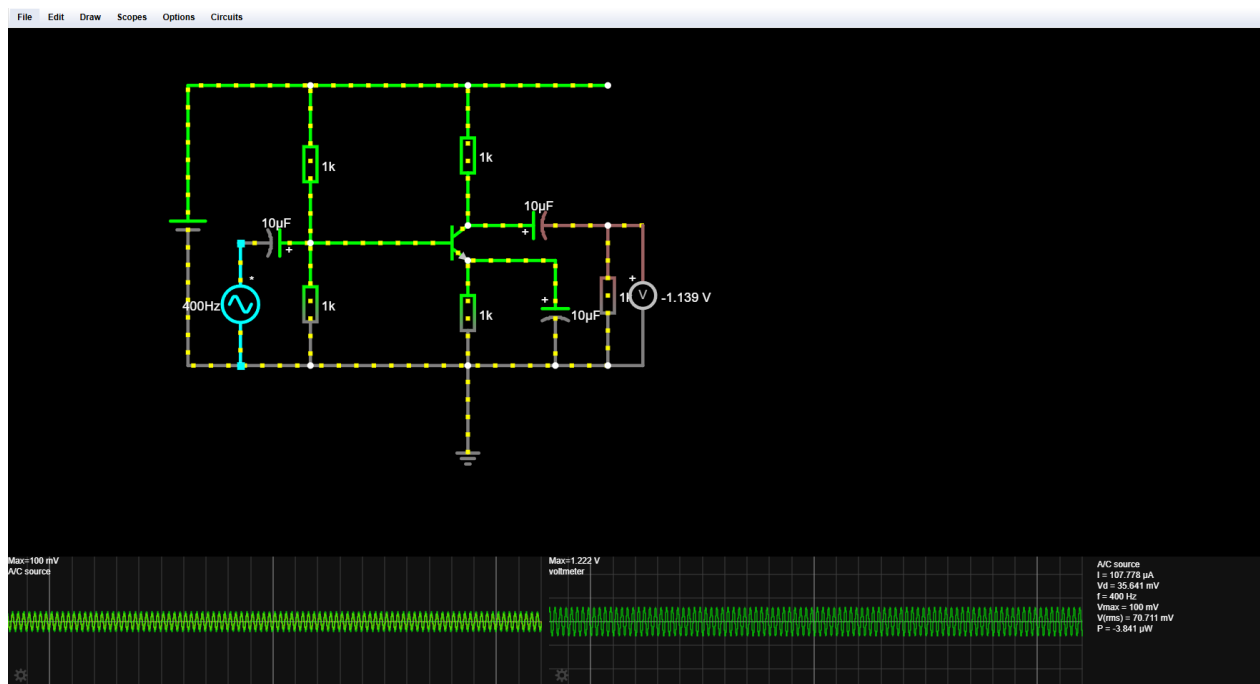 File Edit Draw Scopes Options Circuits
1k
1k
10µF
10µF
+
+
*
400Hz
1k
1k
+
10µF
+
1k
V
-1.139 V
Max=100 mV
A/C source
Max=1.222 V
voltmeter
A/C source
I = 107.778 µA
Vd = 35.641 mV
f = 400 Hz
Vmax = 100 mV
V(rms) = 70.711 mV
P = -3.841 µW